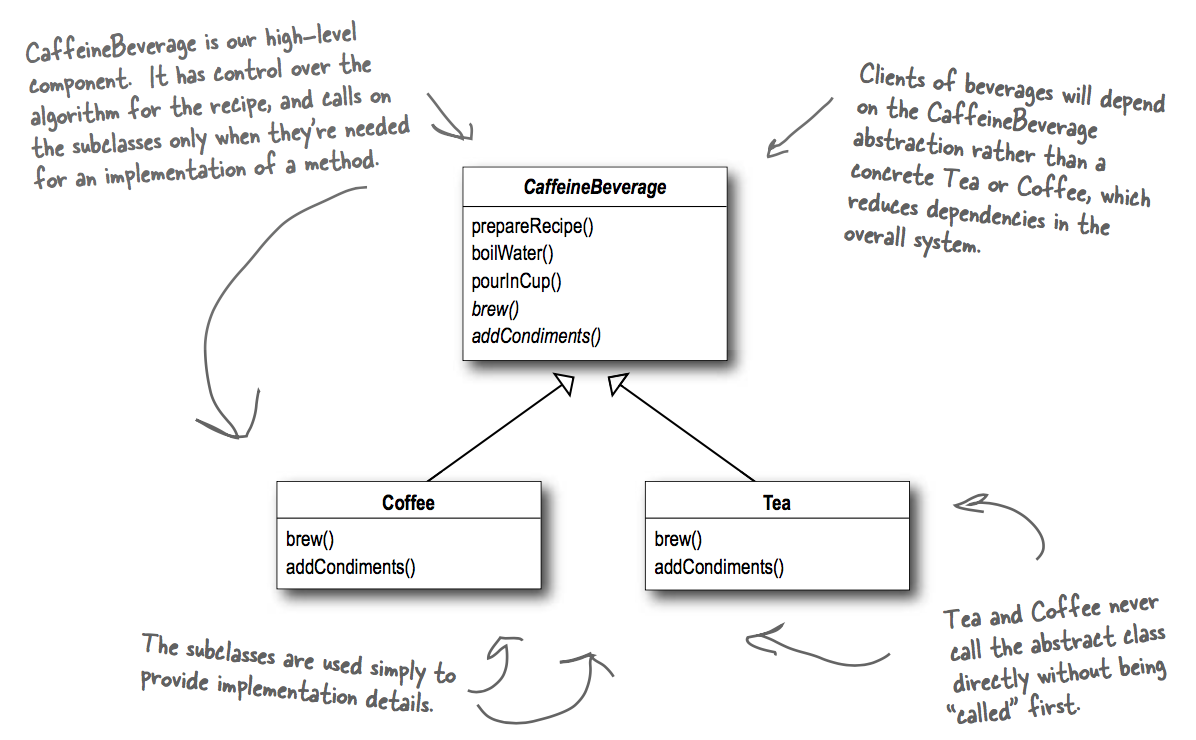 CaffeineBeverage is our high-level
component. It has control over the
algorithm for the recipe, and calls on
the subclasses only when they're needed
for an implementation of a method.
Clients of beverages will depend
on the CaffeineBeverage
abstraction rather than a
concrete Tea or Coffee, which
reduces dependencies in the
overall system.
CaffeineBeverage
prepareRecipe()
boilWater()
pourInCup()
brew()
addCondiments()
Coffee
brew()
addCondiments()
Tea
brew()
addCondiments()
The subclasses are used simply to
provide implementation details.
Tea and Coffee never
call the abstract class
directly without being
“called” first.